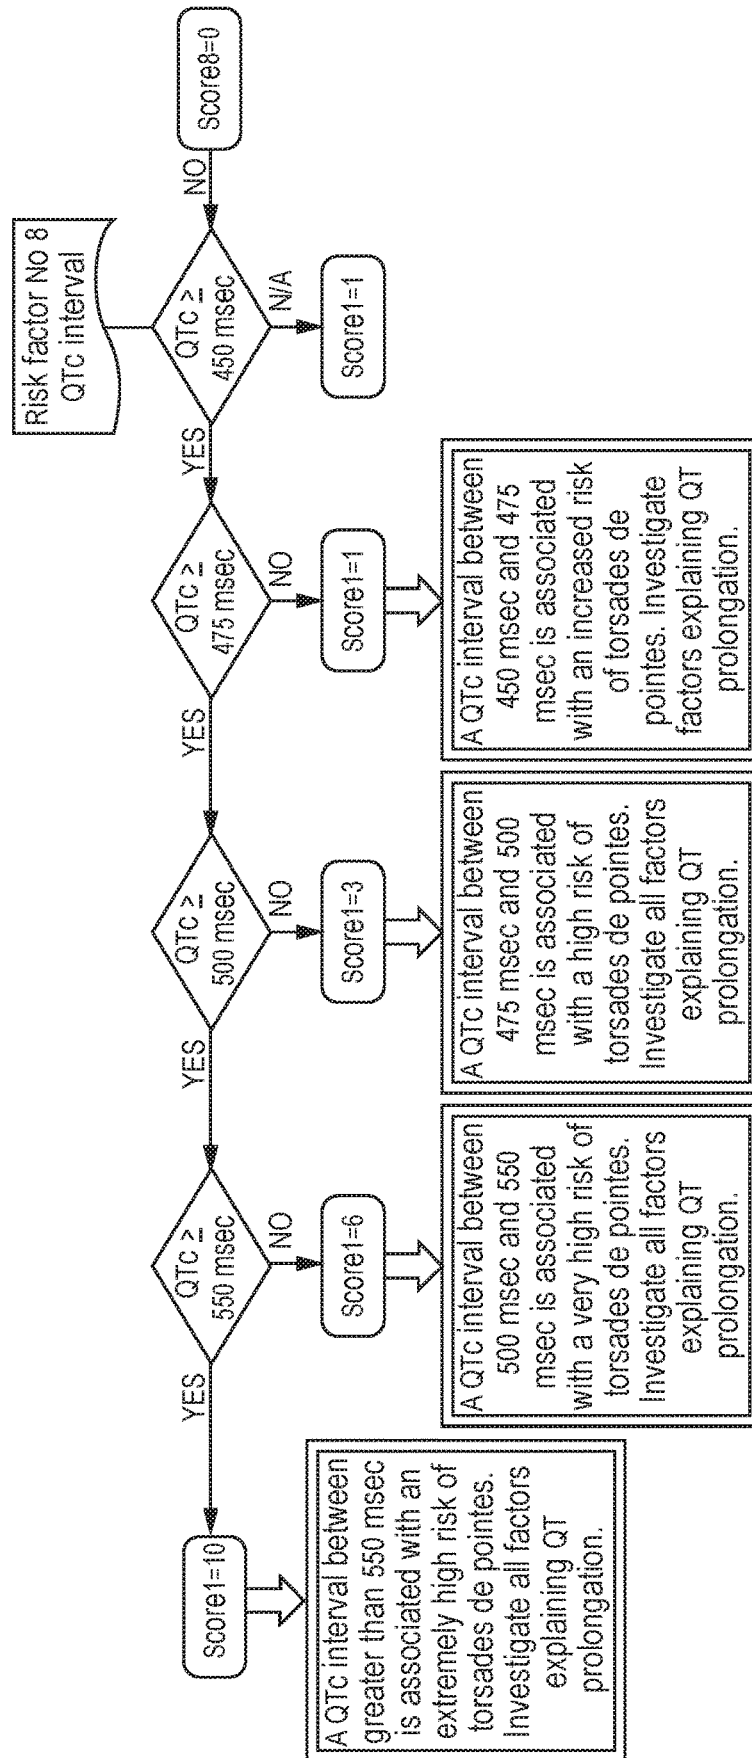 Risk factor No 8
QTc interval
Score1=10
YES
QTc ≥
550 msec
YES
QTc ≥
500 msec
YES
QTc ≥
475 msec
YES
QTc ≥
450 msec
NO
Score8=0
NO
NO
NO
N/A
Score1=6
Score1=3
Score1=1
Score1=1
A QTc interval between
greater than 550 msec
is associated with an
extremely high risk of
torsades de pointes.
Investigate all factors
explaining QT
prolongation.
A QTc interval between
500 msec and 550
msec is associated
with a very high risk of
torsades de pointes.
Investigate all factors
explaining QT
prolongation.
A QTc interval between
475 msec and 500
msec is associated
with a high risk of
torsades de pointes.
Investigate all factors
explaining QT
prolongation.
A QTc interval between
450 msec and 475
msec is associated
with an increased risk
of torsades de
pointes. Investigate
factors explaining QT
prolongation.